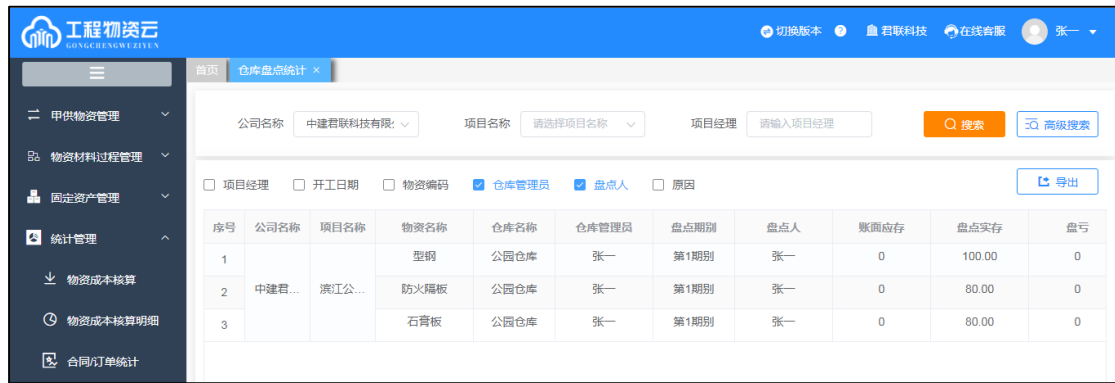 工程物资云
GONGCHENGWUZIYUN
切换版本 ? 君联科技 在线客服 张一
首页 仓库盘点统计 ×
甲供物资管理
物资材料过程管理
固定资产管理
统计管理
物资成本核算
物资成本核算明细
合同/订单统计
公司名称 中建君联科技有限 项目名称 请选择项目名称 项目经理 请输入项目经理 搜索 高级搜索
项目经理 开工日期 物资编码 仓库管理员 盘点人 原因 导出
序号 公司名称 项目名称 物资名称 仓库名称 仓库管理员 盘点期别 盘点人 账面应存 盘点实存 盘亏
1 型钢 公园仓库 张一 第1期别 张一 0 100.00 0
2 中建君... 滨江公... 防火隔板 公园仓库 张一 第1期别 张一 0 80.00 0
3 石膏板 公园仓库 张一 第1期别 张一 0 80.00 0